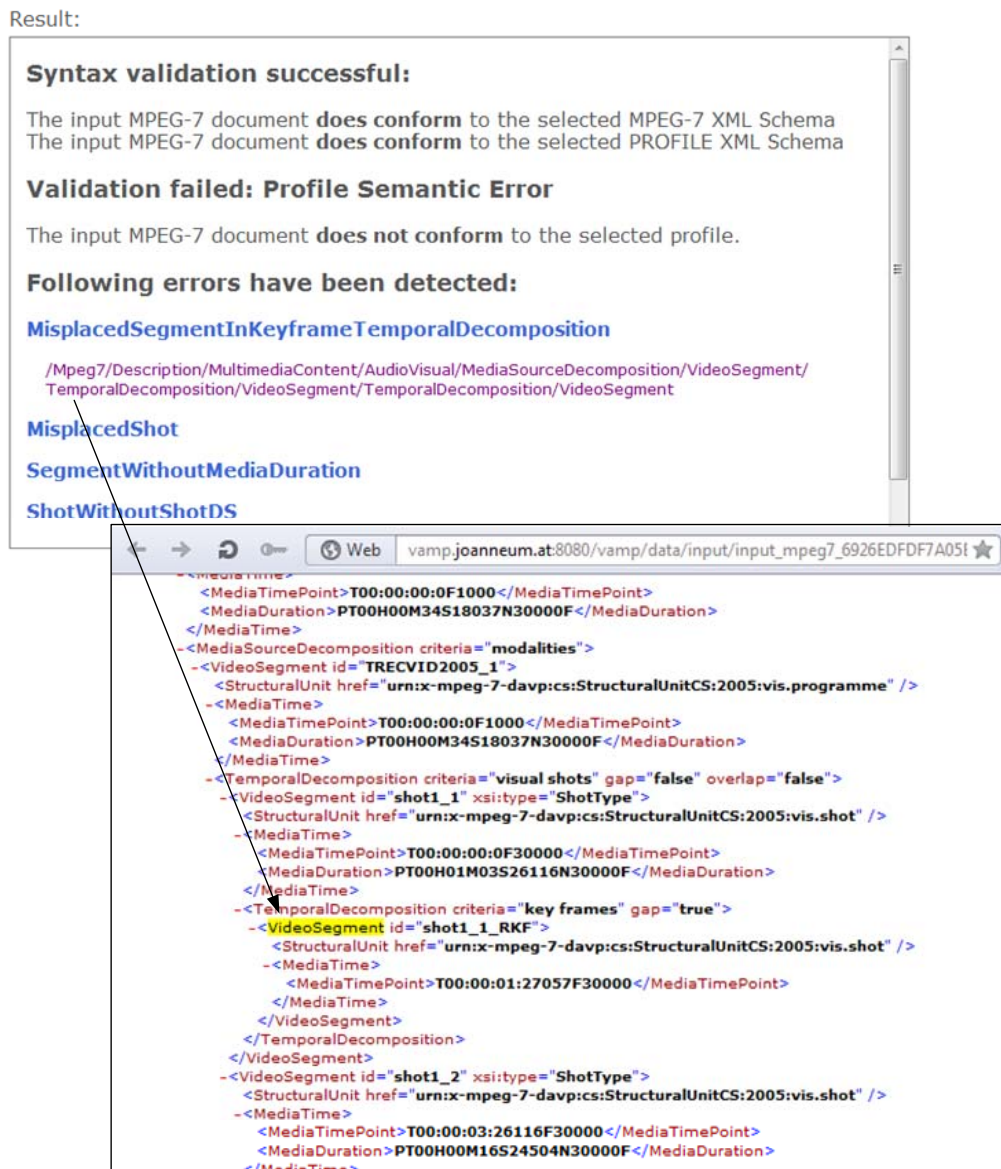 Result:
Syntax validation successful:
The input MPEG-7 document does conform to the selected MPEG-7 XML Schema
The input MPEG-7 document does conform to the selected PROFILE XML Schema
Validation failed: Profile Semantic Error
The input MPEG-7 document does not conform to the selected profile.
Following errors have been detected:
MisplacedSegmentInKeyframeTemporalDecomposition
/Mpeg7/Description/MultimediaContent/AudioVisual/MediaSourceDecomposition/VideoSegment/
TemporalDecomposition/VideoSegment/TemporalDecomposition/VideoSegment
MisplacedShot
SegmentWithoutMediaDuration
ShotWithoutShotDS
Web vamp.joanneum.at:8080/vamp/data/input/input_mpeg7_6926EDFDF7A05
-<MediaTime>
<MediaTimePoint>T00:00:00:0F1000</MediaTimePoint>
<MediaDuration>PT00H00M34S18037N30000F</MediaDuration>
</MediaTime>
-<MediaSourceDecomposition criteria="modalities">
-<VideoSegment id="TRECVID2005_1">
<StructuralUnit href="urn:x-mpeg-7-davp:cs:StructuralUnitCS:2005:vis.programme" />
-<MediaTime>
<MediaTimePoint>T00:00:00:0F1000</MediaTimePoint>
<MediaDuration>PT00H00M34S18037N30000F</MediaDuration>
</MediaTime>
-<TemporalDecomposition criteria="visual shots" gap="false" overlap="false">
-<VideoSegment id="shot1_1" xsi:type="ShotType">
<StructuralUnit href="urn:x-mpeg-7-davp:cs:StructuralUnitCS:2005:vis.shot" />
-<MediaTime>
<MediaTimePoint>T00:00:00:0F30000</MediaTimePoint>
<MediaDuration>PT00H01M03S26116N30000F</MediaDuration>
</MediaTime>
-<TemporalDecomposition criteria="key frames" gap="true">
-<VideoSegment id="shot1_1_RKF">
<StructuralUnit href="urn:x-mpeg-7-davp:cs:StructuralUnitCS:2005:vis.shot" />
-<MediaTime>
<MediaTimePoint>T00:00:01:27057F30000</MediaTimePoint>
</MediaTime>
</VideoSegment>
</TemporalDecomposition>
</VideoSegment>
-<VideoSegment id="shot1_2" xsi:type="ShotType">
<StructuralUnit href="urn:x-mpeg-7-davp:cs:StructuralUnitCS:2005:vis.shot" />
-<MediaTime>
<MediaTimePoint>T00:00:03:26116F30000</MediaTimePoint>
<MediaDuration>PT00H00M16S24504N30000F</MediaDuration>
</MediaTime>